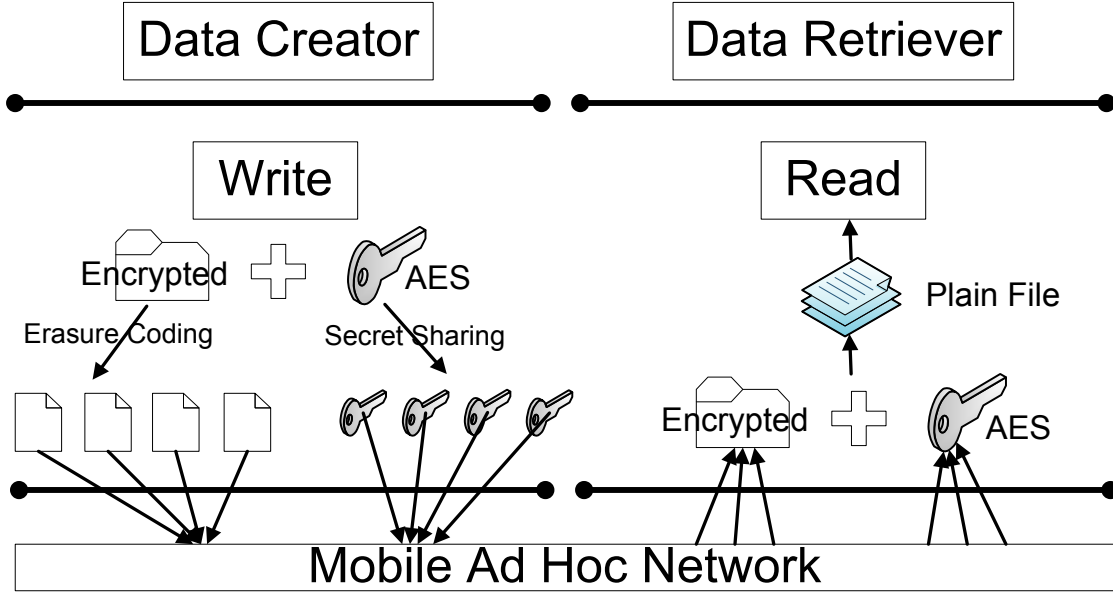 Data Creator
Data Retriever
Write
Read
Encrypted
AES
Plain File
Erasure Coding
Secret Sharing
Encrypted
AES
Mobile Ad Hoc Network